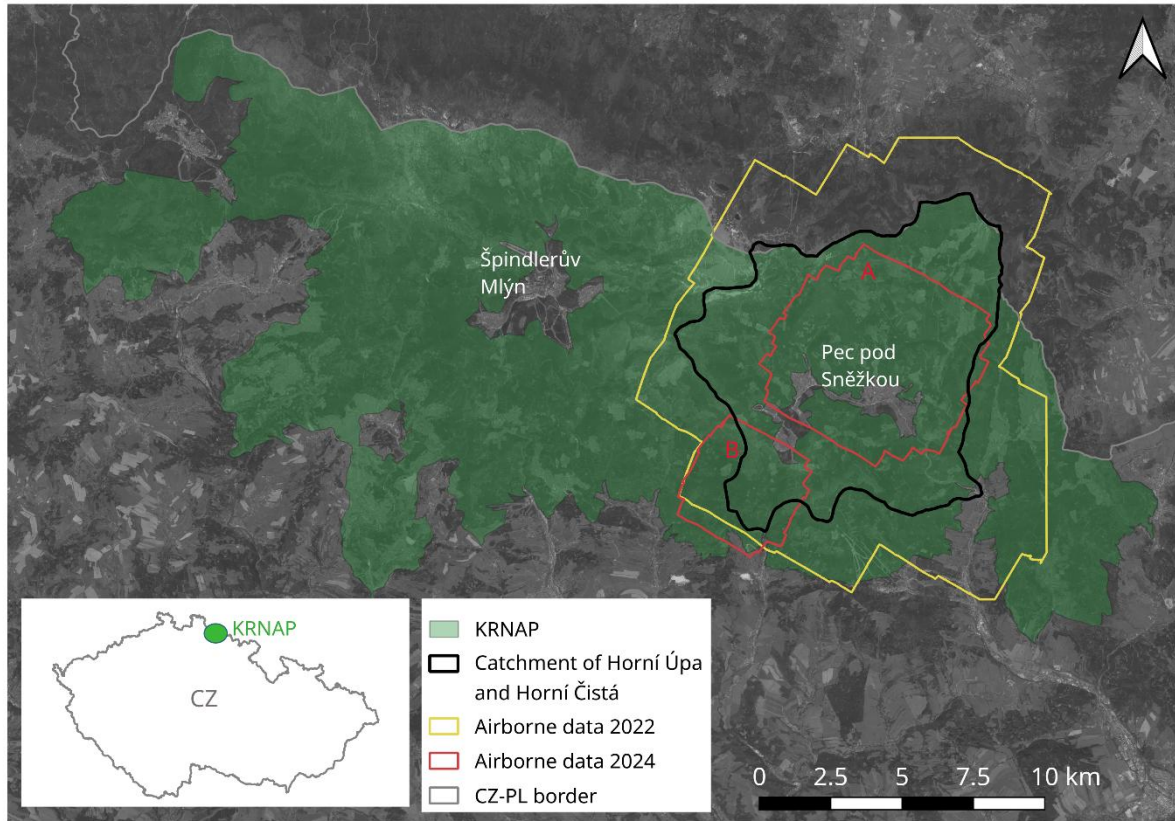 A
Špindlerův
Mlýn
Pec pod
Sněžkou
B
KRNAP
CZ
KRNAP
Catchment of Horní Úpa
and Horní Čistá
Airborne data 2022
Airborne data 2024
CZ-PL border
0 2.5 5 7.5 10 km